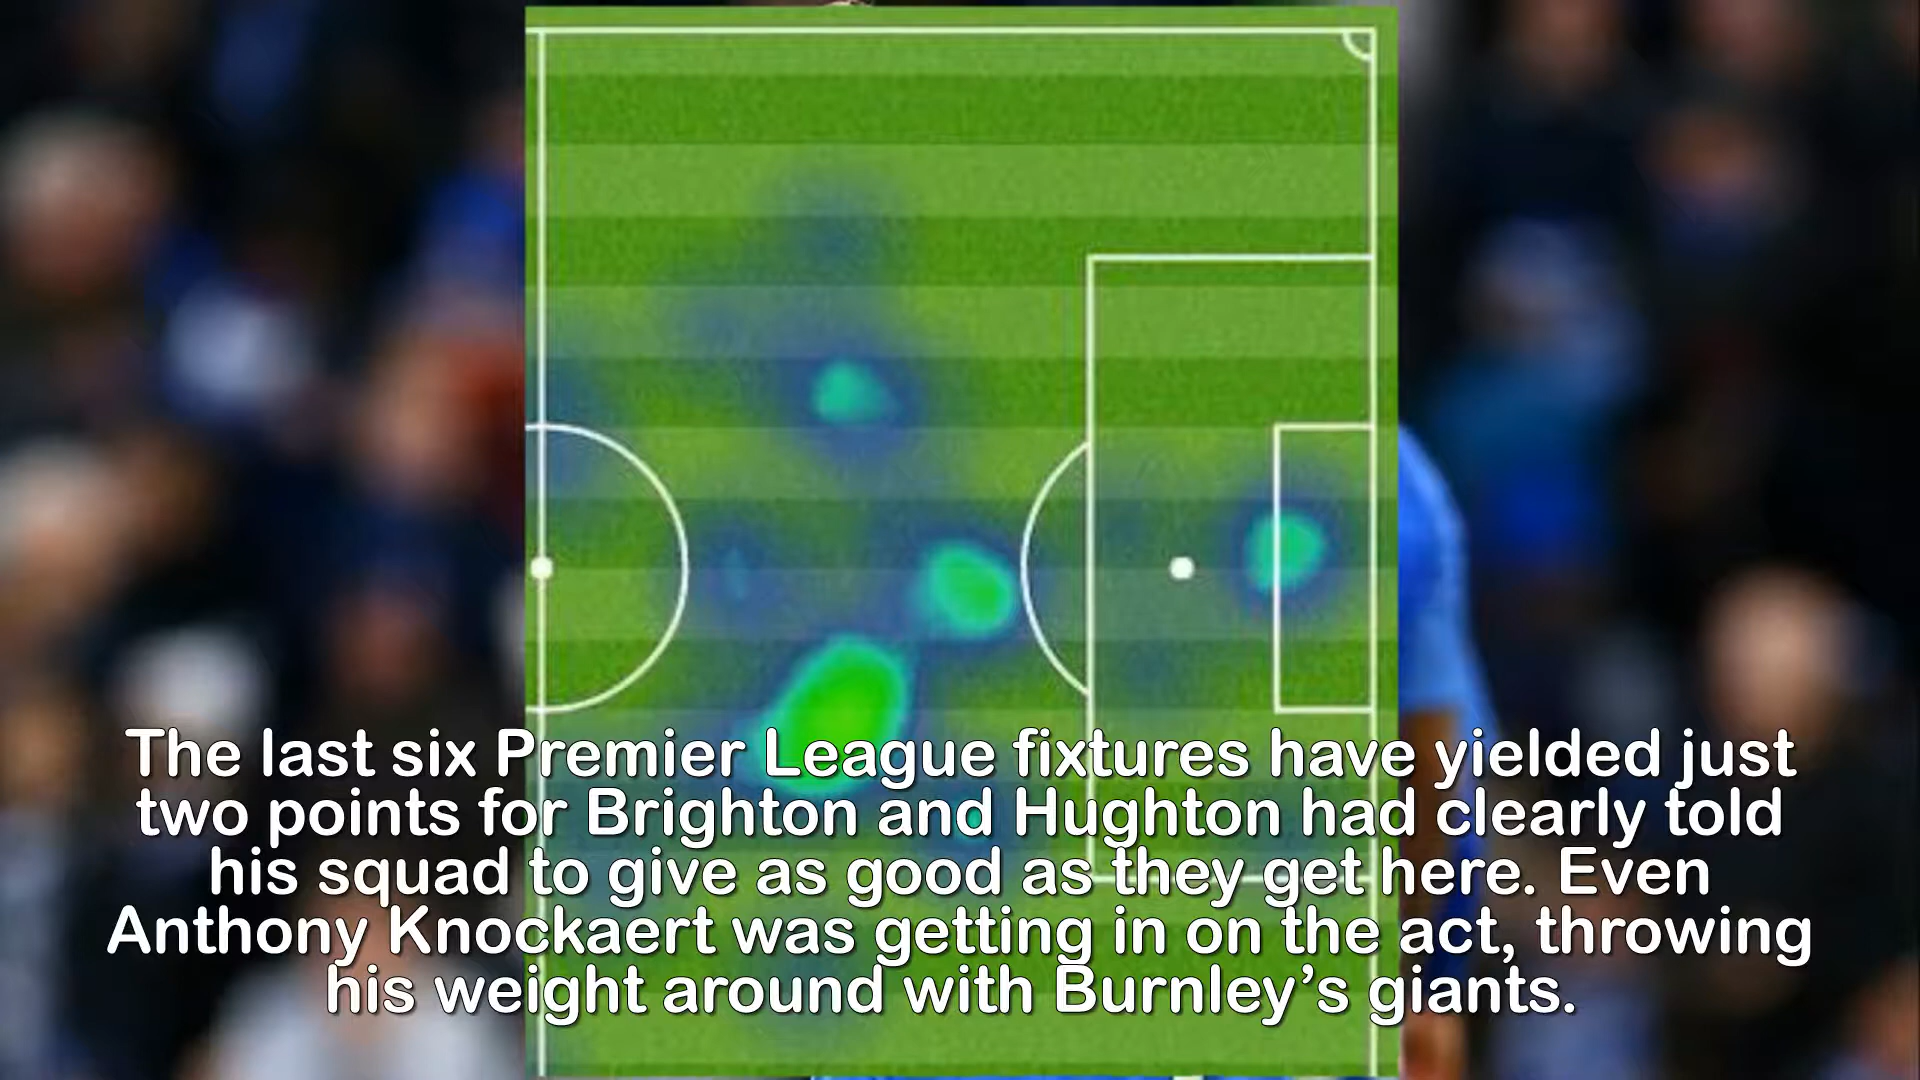 The last six Premier League fixtures have yielded just
two points for Brighton and Hughton had clearly told
his squad to give as good as they get here. Even
Anthony Knockaert was getting in on the act, throwing
his weight around with Burnley’s giants.